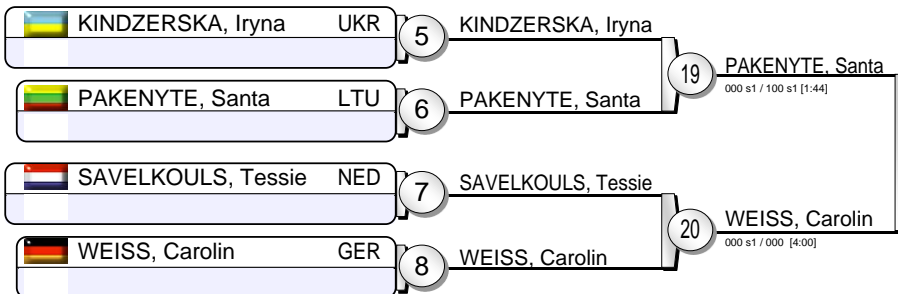 KINDZERSKA, Iryna UKR 5 KINDZERSKA, Iryna
19 PAKENYTE, Santa
000 s1 / 100 s1 [1:44]
PAKENYTE, Santa LTU 6 PAKENYTE, Santa
SAVELKOULS, Tessie NED 7 SAVELKOULS, Tessie
20 WEISS, Carolin
000 s1 / 000 [4:00]
WEISS, Carolin GER 8 WEISS, Carolin